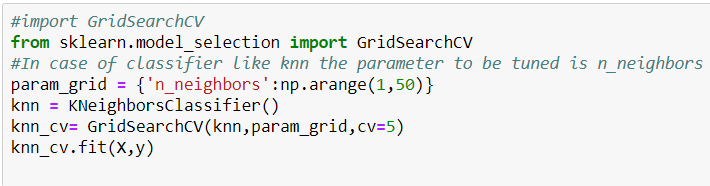 #import GridSearchCV
from sklearn.model_selection import GridSearchCV
#In case of classifier like knn the parameter to be tuned is n_neighbors
param_grid = {'n_neighbors':np.arange(1,50)}
knn = KNeighborsClassifier()
knn_cv= GridSearchCV(knn,param_grid,cv=5)
knn_cv.fit(X,y)